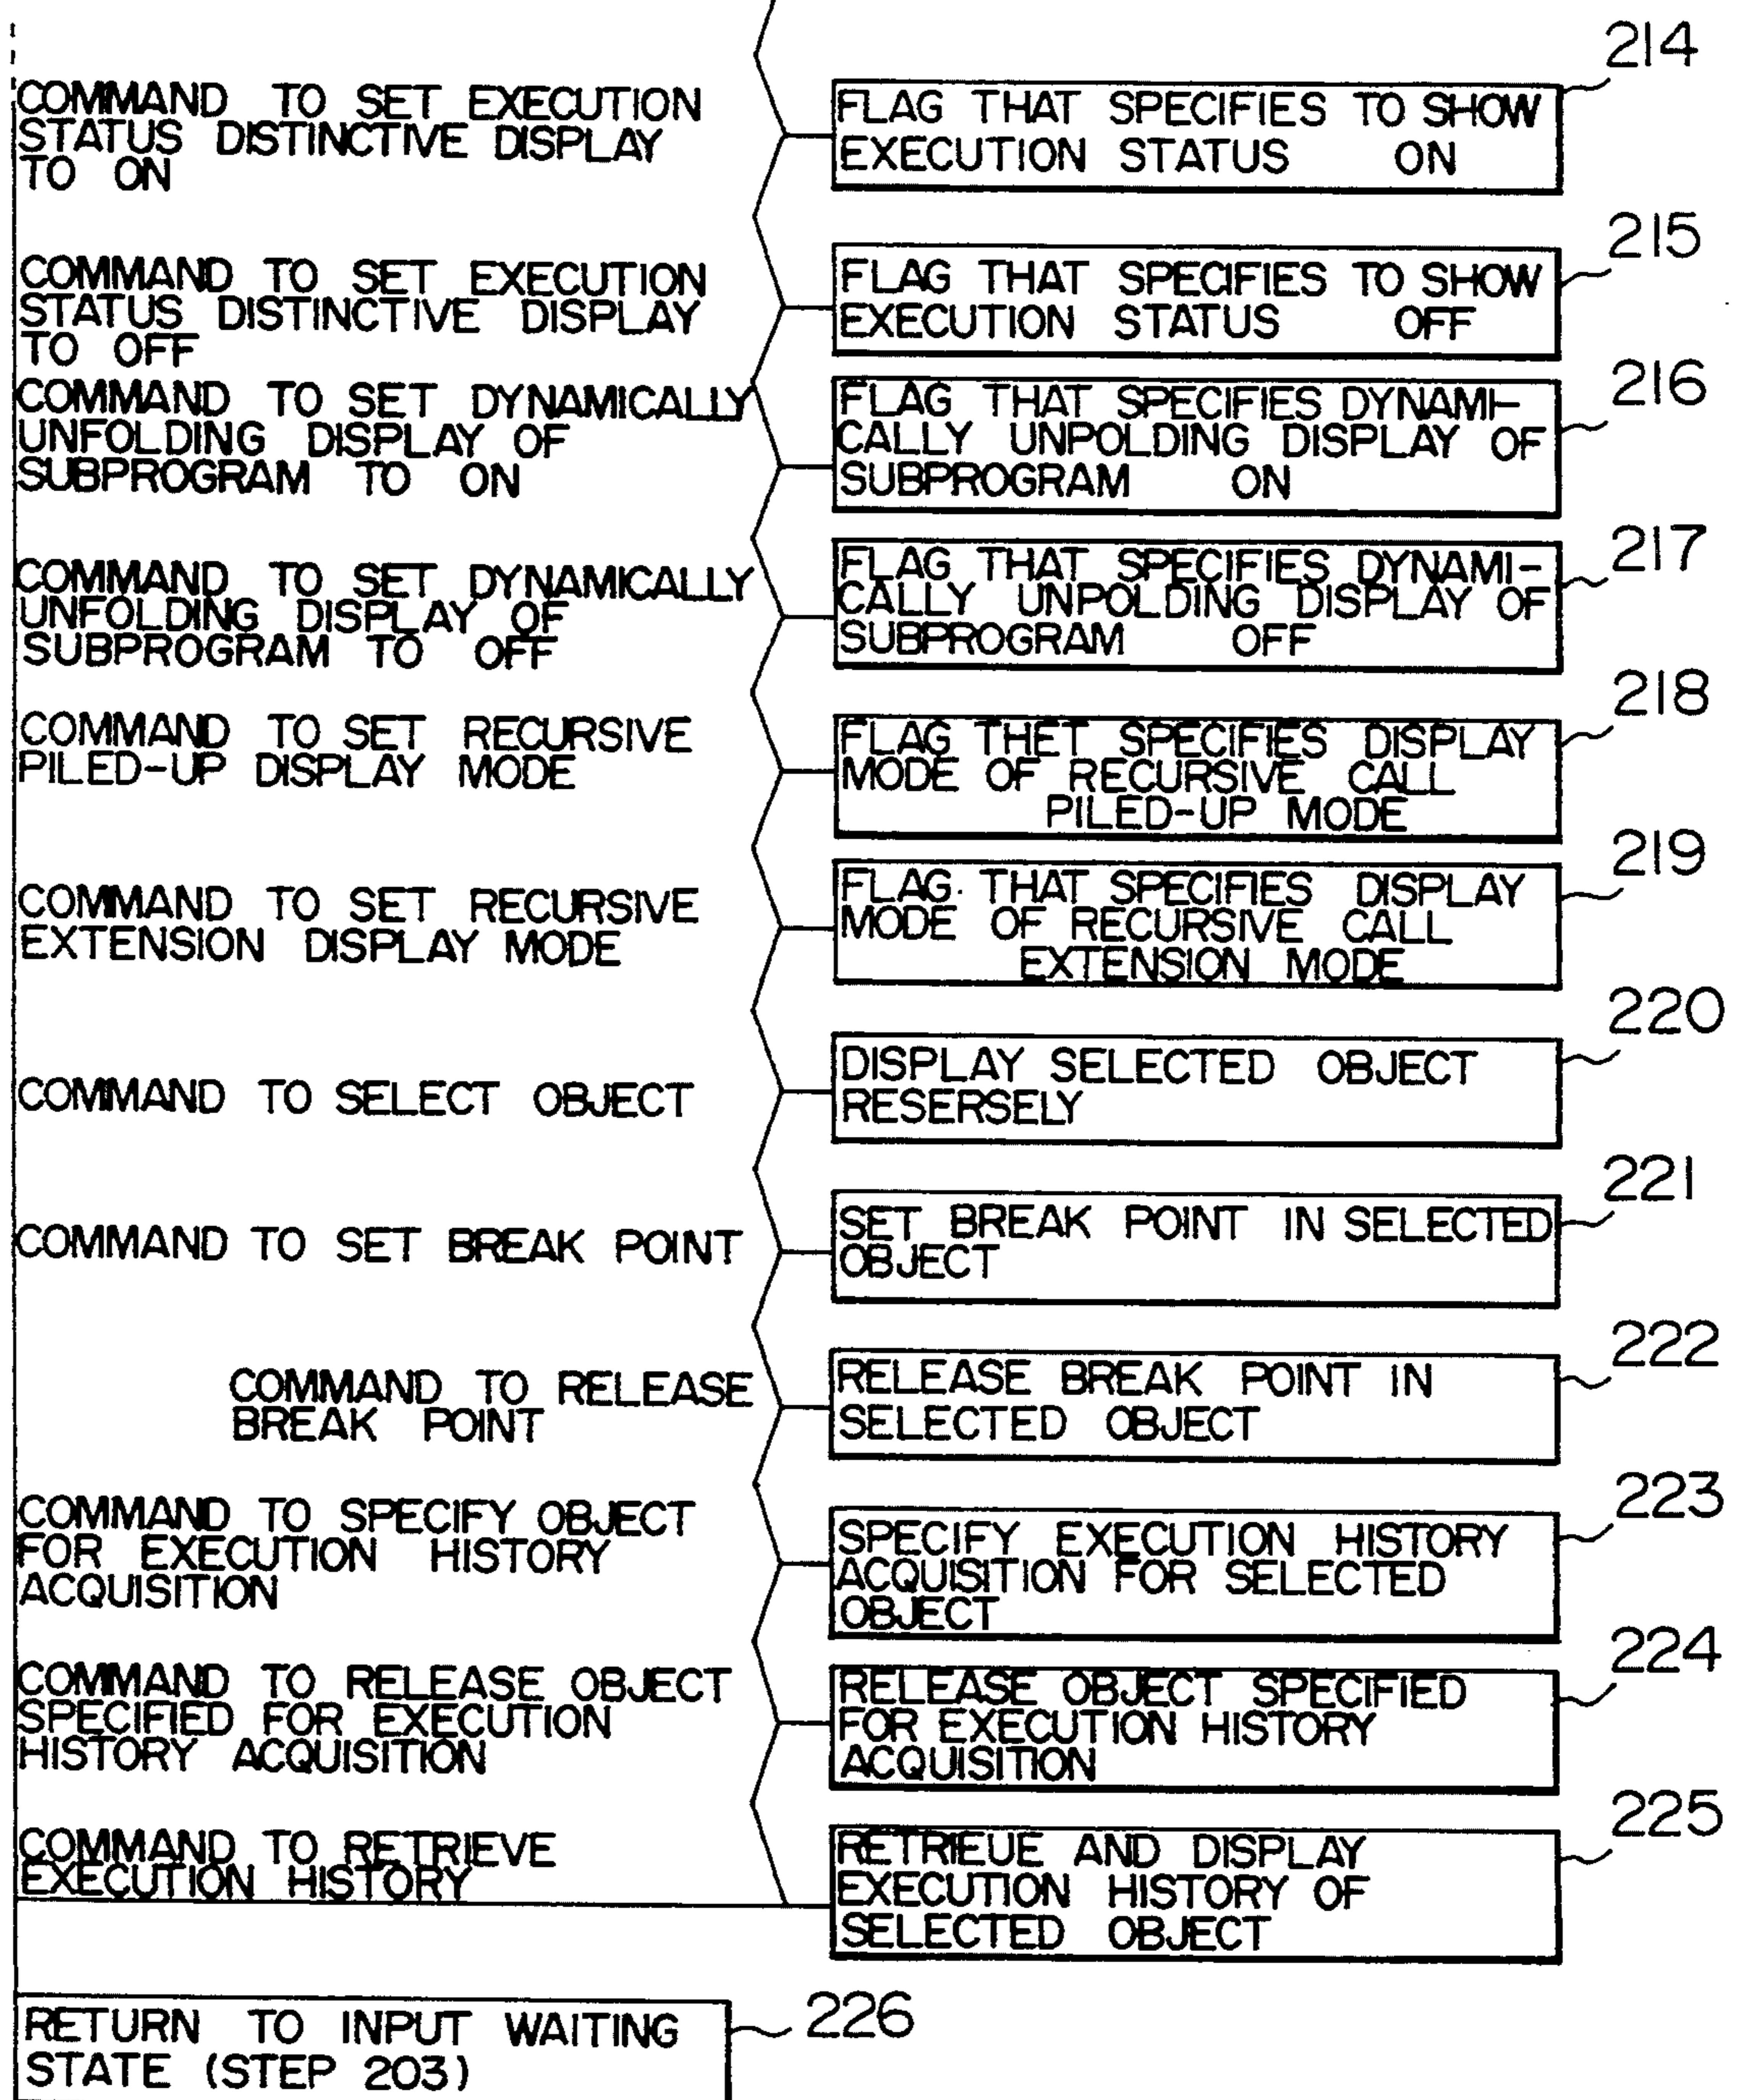 214
COMMAND TO SET EXECUTION
STATUS DISTINCTIVE DISPLAY
TO ON
FLAG THAT SPECIFIES TO SHOW
EXECUTION STATUS ON
215
COMMAND TO SET EXECUTION
STATUS DISTINCTIVE DISPLAY
TO OFF
FLAG THAT SPECIFIES TO SHOW
EXECUTION STATUS OFF
216
COMMAND TO SET DYNAMICALLY
UNFOLDING DISPLAY OF
SUBPROGRAM TO ON
FLAG THAT SPECIFIES DYNAMI-
CALLY UNPOLDING DISPLAY OF
SUBPROGRAM ON
217
COMMAND TO SET DYNAMICALLY
UNFOLDING DISPLAY OF
SUBPROGRAM TO OFF
FLAG THAT SPECIFIES DYNAMI-
CALLY UNPOLDING DISPLAY OF
SUBPROGRAM OFF
218
COMMAND TO SET RECURSIVE
PILED-UP DISPLAY MODE
FLAG THET SPECIFIES DISPLAY
MODE OF RECURSIVE CALL
PILED-UP MODE
219
COMMAND TO SET RECURSIVE
EXTENSION DISPLAY MODE
FLAG THAT SPECIFIES DISPLAY
MODE OF RECURSIVE CALL
EXTENSION MODE
220
COMMAND TO SELECT OBJECT
DISPLAY SELECTED OBJECT
RESERSELY
221
COMMAND TO SET BREAK POINT
SET BREAK POINT IN SELECTED
OBJECT
222
COMMAND TO RELEASE
BREAK POINT
RELEASE BREAK POINT IN
SELECTED OBJECT
223
COMMAND TO SPECIFY OBJECT
FOR EXECUTION HISTORY
ACQUISITION
SPECIFY EXECUTION HISTORY
ACQUISITION FOR SELECTED
OBJECT
224
COMMAND TO RELEASE OBJECT
SPECIFIED FOR EXECUTION
HISTORY ACQUISITION
RELEASE OBJECT SPECIFIED
FOR EXECUTION HISTORY
ACQUISITION
225
COMMAND TO RETRIEVE
EXECUTION HISTORY
RETRIEUE AND DISPLAY
EXECUTION HISTORY OF
SELECTED OBJECT
RETURN TO INPUT WAITING
STATE (STEP 203)
226